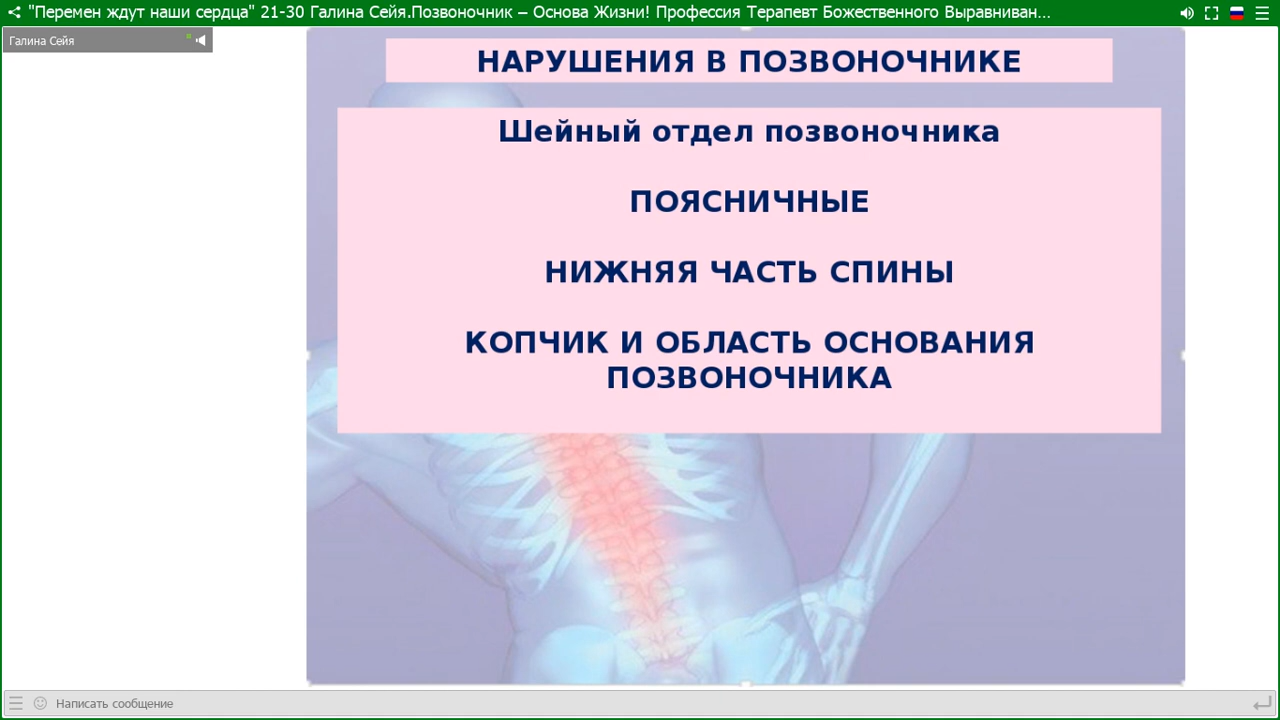 "Перемен ждут наши сердца" 21-30 Галина Сейя.Позвоночник – Основа Жизни! Профессия Терапевт Божественного Выравниван...
Галина Сейя
НАРУШЕНИЯ В ПОЗВОНОЧНИКЕ
Шейный отдел позвоночника
ПОЯСНИЧНЫЕ
НИЖНЯЯ ЧАСТЬ СПИНЫ
КОПЧИК И ОБЛАСТЬ ОСНОВАНИЯ
ПОЗВОНОЧНИКА
Написать сообщение